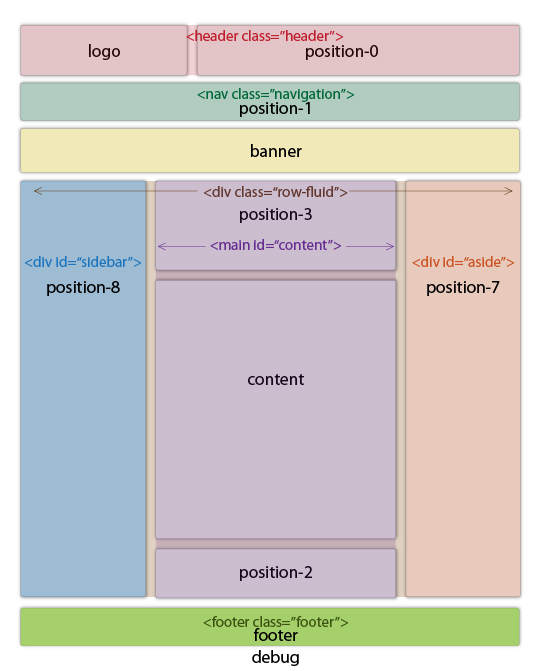 <header class="header">
logo
position-0
<nav class="navigation">
position-1
banner
<div class="row-fluid">
position-3
<main id="content">
<div id="sidebar">
position-8
<div id="aside">
position-7
content
position-2
<footer class="footer">
footer
debug